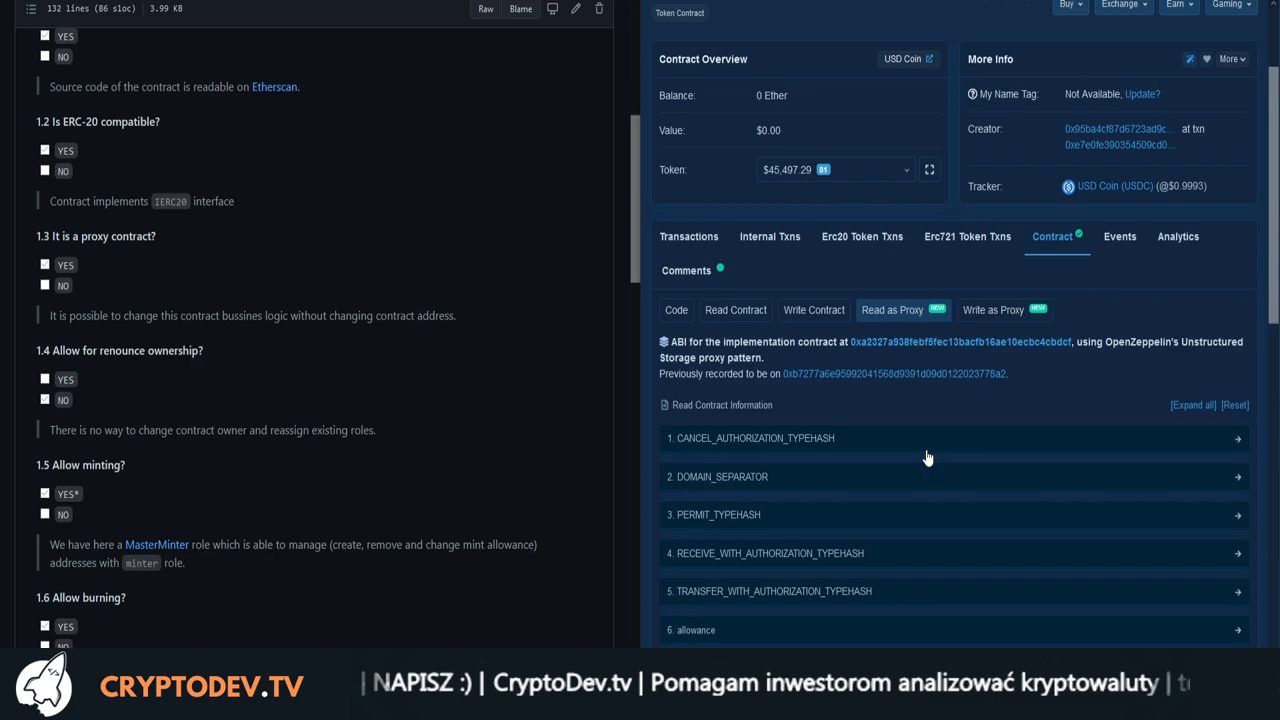 132 lines (86 sloc) | 3.99 KB
Raw
Blame
YES
NO
Source code of the contract is readable on Etherscan.
1.2 Is ERC-20 compatible?
YES
NO
Contract implements IERC20 interface
1.3 It is a proxy contract?
YES
NO
It is possible to change this contract bussines logic without changing contract address.
1.4 Allow for renounce ownership?
YES
NO
There is no way to change contract owner and reassign existing roles.
1.5 Allow minting?
YES*
NO
We have here a MasterMinter role which is able to manage (create, remove and change mint allowance)
addresses with minter role.
1.6 Allow burning?
YES
NO
Token Contract
Buy
Exchange
Earn
Gaming
Contract Overview
USD Coin
Balance:
0 Ether
Value:
$0.00
Token:
$45,497.29 81
More Info
More
My Name Tag:
Not Available, Update?
Creator:
0x95ba4cf87d6723ad9c... at txn
0xe7e0fe390354509cd0...
Tracker:
USD Coin (USDC) (@$0.9993)
Transactions
Internal Txns
Erc20 Token Txns
Erc721 Token Txns
Contract
Events
Analytics
Comments
Code
Read Contract
Write Contract
Read as Proxy NEW
Write as Proxy NEW
ABI for the implementation contract at 0xa2327a938febf5fec13bacfb16ae10ecbc4cbdcf, using OpenZeppelin's Unstructured
Storage proxy pattern.
Previously recorded to be on 0xb7277a6e95992041568d9391d09d0122023778a2.
Read Contract Information
[Expand all] [Reset]
1. CANCEL_AUTHORIZATION_TYPEHASH
2. DOMAIN_SEPARATOR
3. PERMIT_TYPEHASH
4. RECEIVE_WITH_AUTHORIZATION_TYPEHASH
5. TRANSFER_WITH_AUTHORIZATION_TYPEHASH
6. allowance
CRYPTODEV.TV
| NAPISZ :) | CryptoDev.tv | Pomagam inwestorom analizować kryptowaluty |